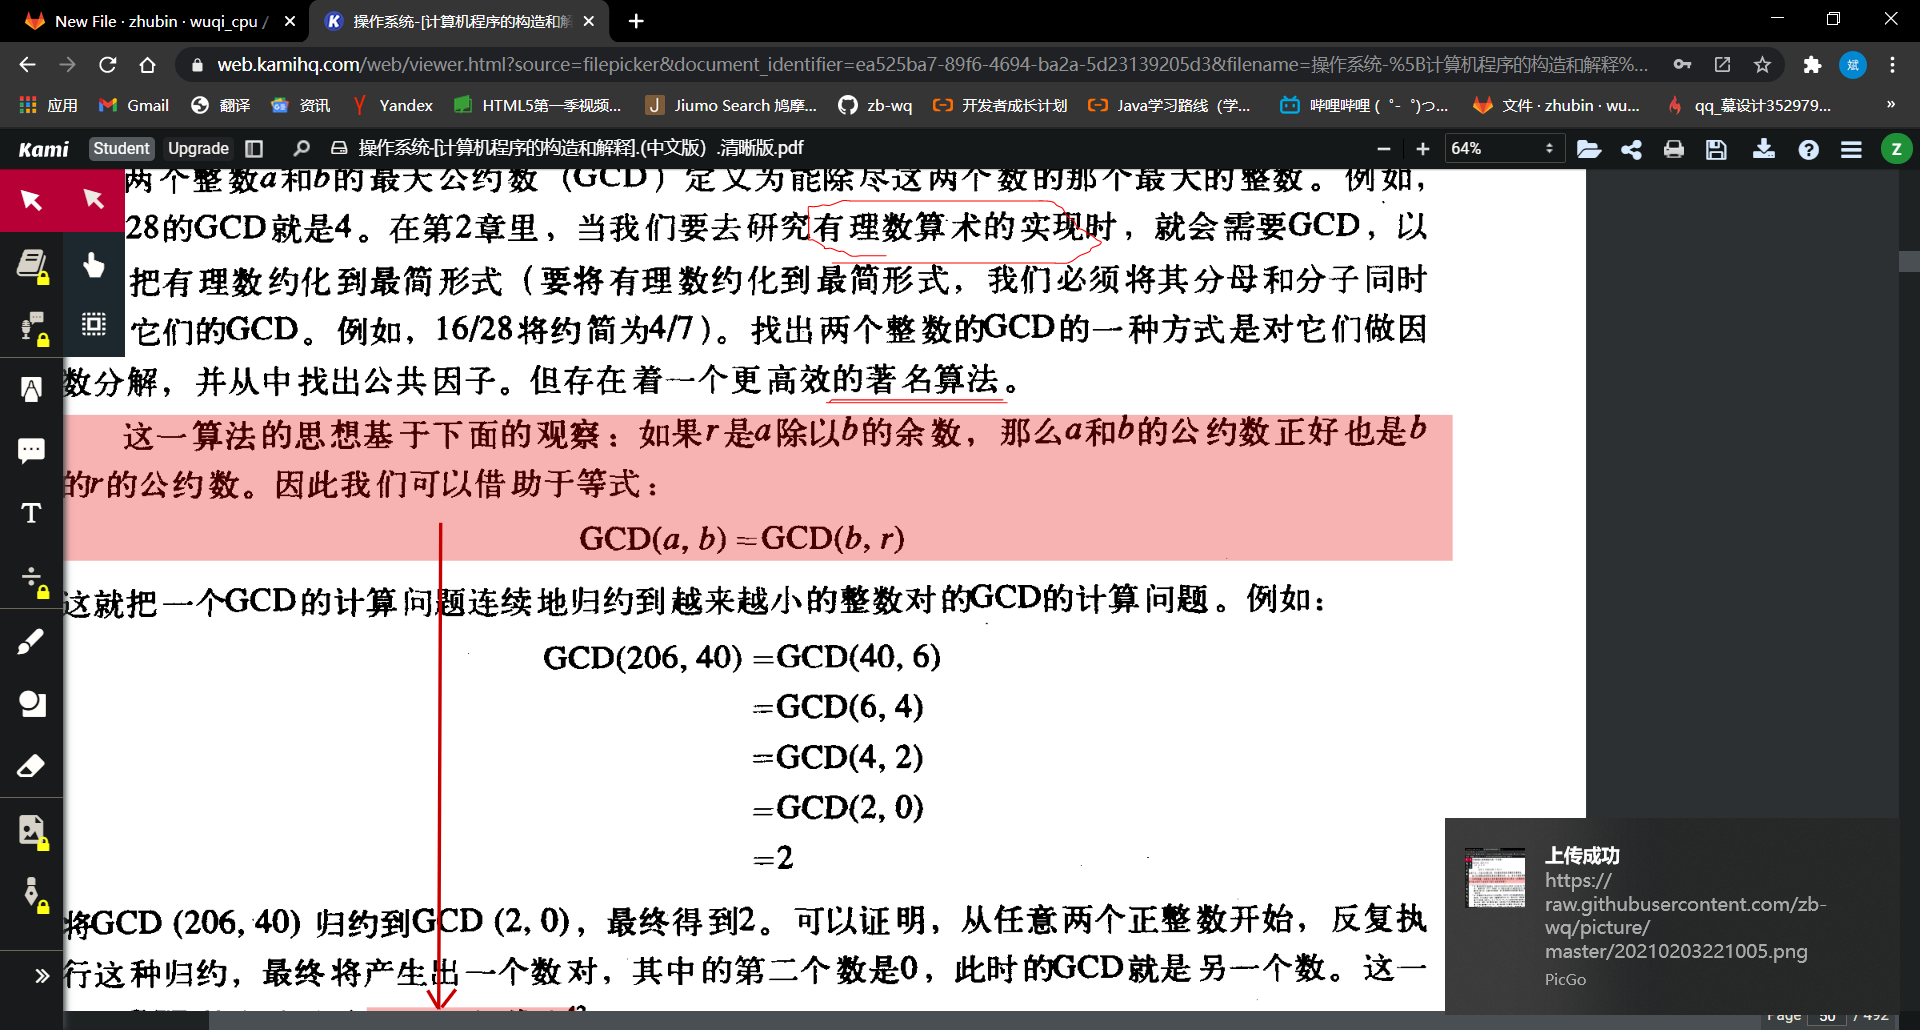 New File · zhubin · wuqi_cpu /
操作系统-[计算机程序的构造和解
web.kamihq.com/web/viewer.html?source=filepicker&document_identifier=ea525ba7-89f6-4694-ba2a-5d23139205d3&filename=操作系统-%5B计算机程序的构造和解释%...
斌
应用
Gmail
翻译
资讯
Yandex
HTML5第一季视频...
Jiumo Search 鸠摩...
zb-wq
开发者成长计划
Java学习路线（学...
哔哩哔哩 ( ゜- ゜)つ...
文件 · zhubin · wu...
qq_慕设计352979...
»
Kami Student Upgrade 操作系统-[计算机程序的构造和解释].(中文版）.清晰版.pdf 64% Z
两个整数a和b的最大公约数（GCD）定义为能除尽这两个数的那个最大的整数。例如，
28的GCD就是4。在第2章里，当我们要去研究有理数算术的实现时，就会需要GCD，以
把有理数约化到最简形式（要将有理数约化到最简形式，我们必须将其分母和分子同时
它们的GCD。例如，16/28将约简为4/7）。找出两个整数的GCD的一种方式是对它们做因
数分解，并从中找出公共因子。但存在着一个更高效的著名算法。
这一算法的思想基于下面的观察：如果r是a除以b的余数，那么a和b的公约数正好也是b
的r的公约数。因此我们可以借助于等式：
GCD(a, b) =GCD(b, r)
这就把一个GCD的计算问题连续地归约到越来越小的整数对的GCD的计算问题。例如：
GCD(206, 40) =GCD(40, 6)
=GCD(6, 4)
=GCD(4, 2)
=GCD(2, 0)
=2
将GCD (206, 40) 归约到GCD (2, 0)，最终得到2。可以证明，从任意两个正整数开始，反复执
行这种归约，最终将产生出一个数对，其中的第二个数是0，此时的GCD就是另一个数。这一
上传成功
https://
raw.githubusercontent.com/zb-
wq/picture/
master/20210203221005.png
PicGo
Page 50 / 492